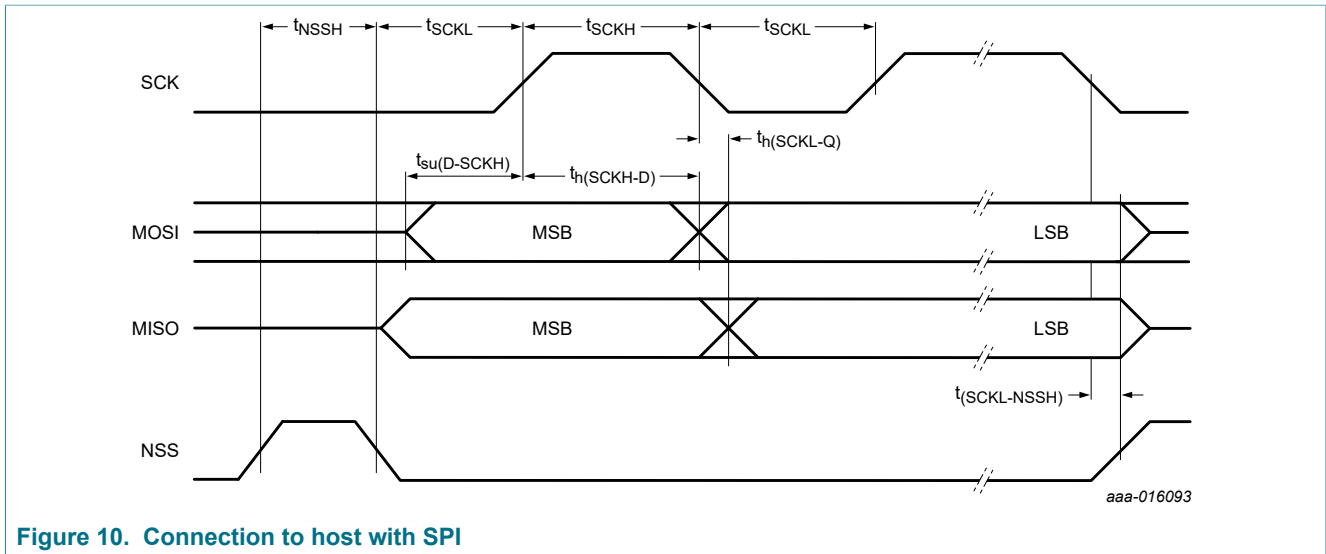 tNSSH tSCKL tSCKH tSCKL
SCK
th(SCKL-Q)
tsu(D-SCKH)
th(SCKH-D)
MOSI MSB LSB
MISO MSB LSB
t(SCKL-NSSH)
NSS
aaa-016093
Figure 10. Connection to host with SPI